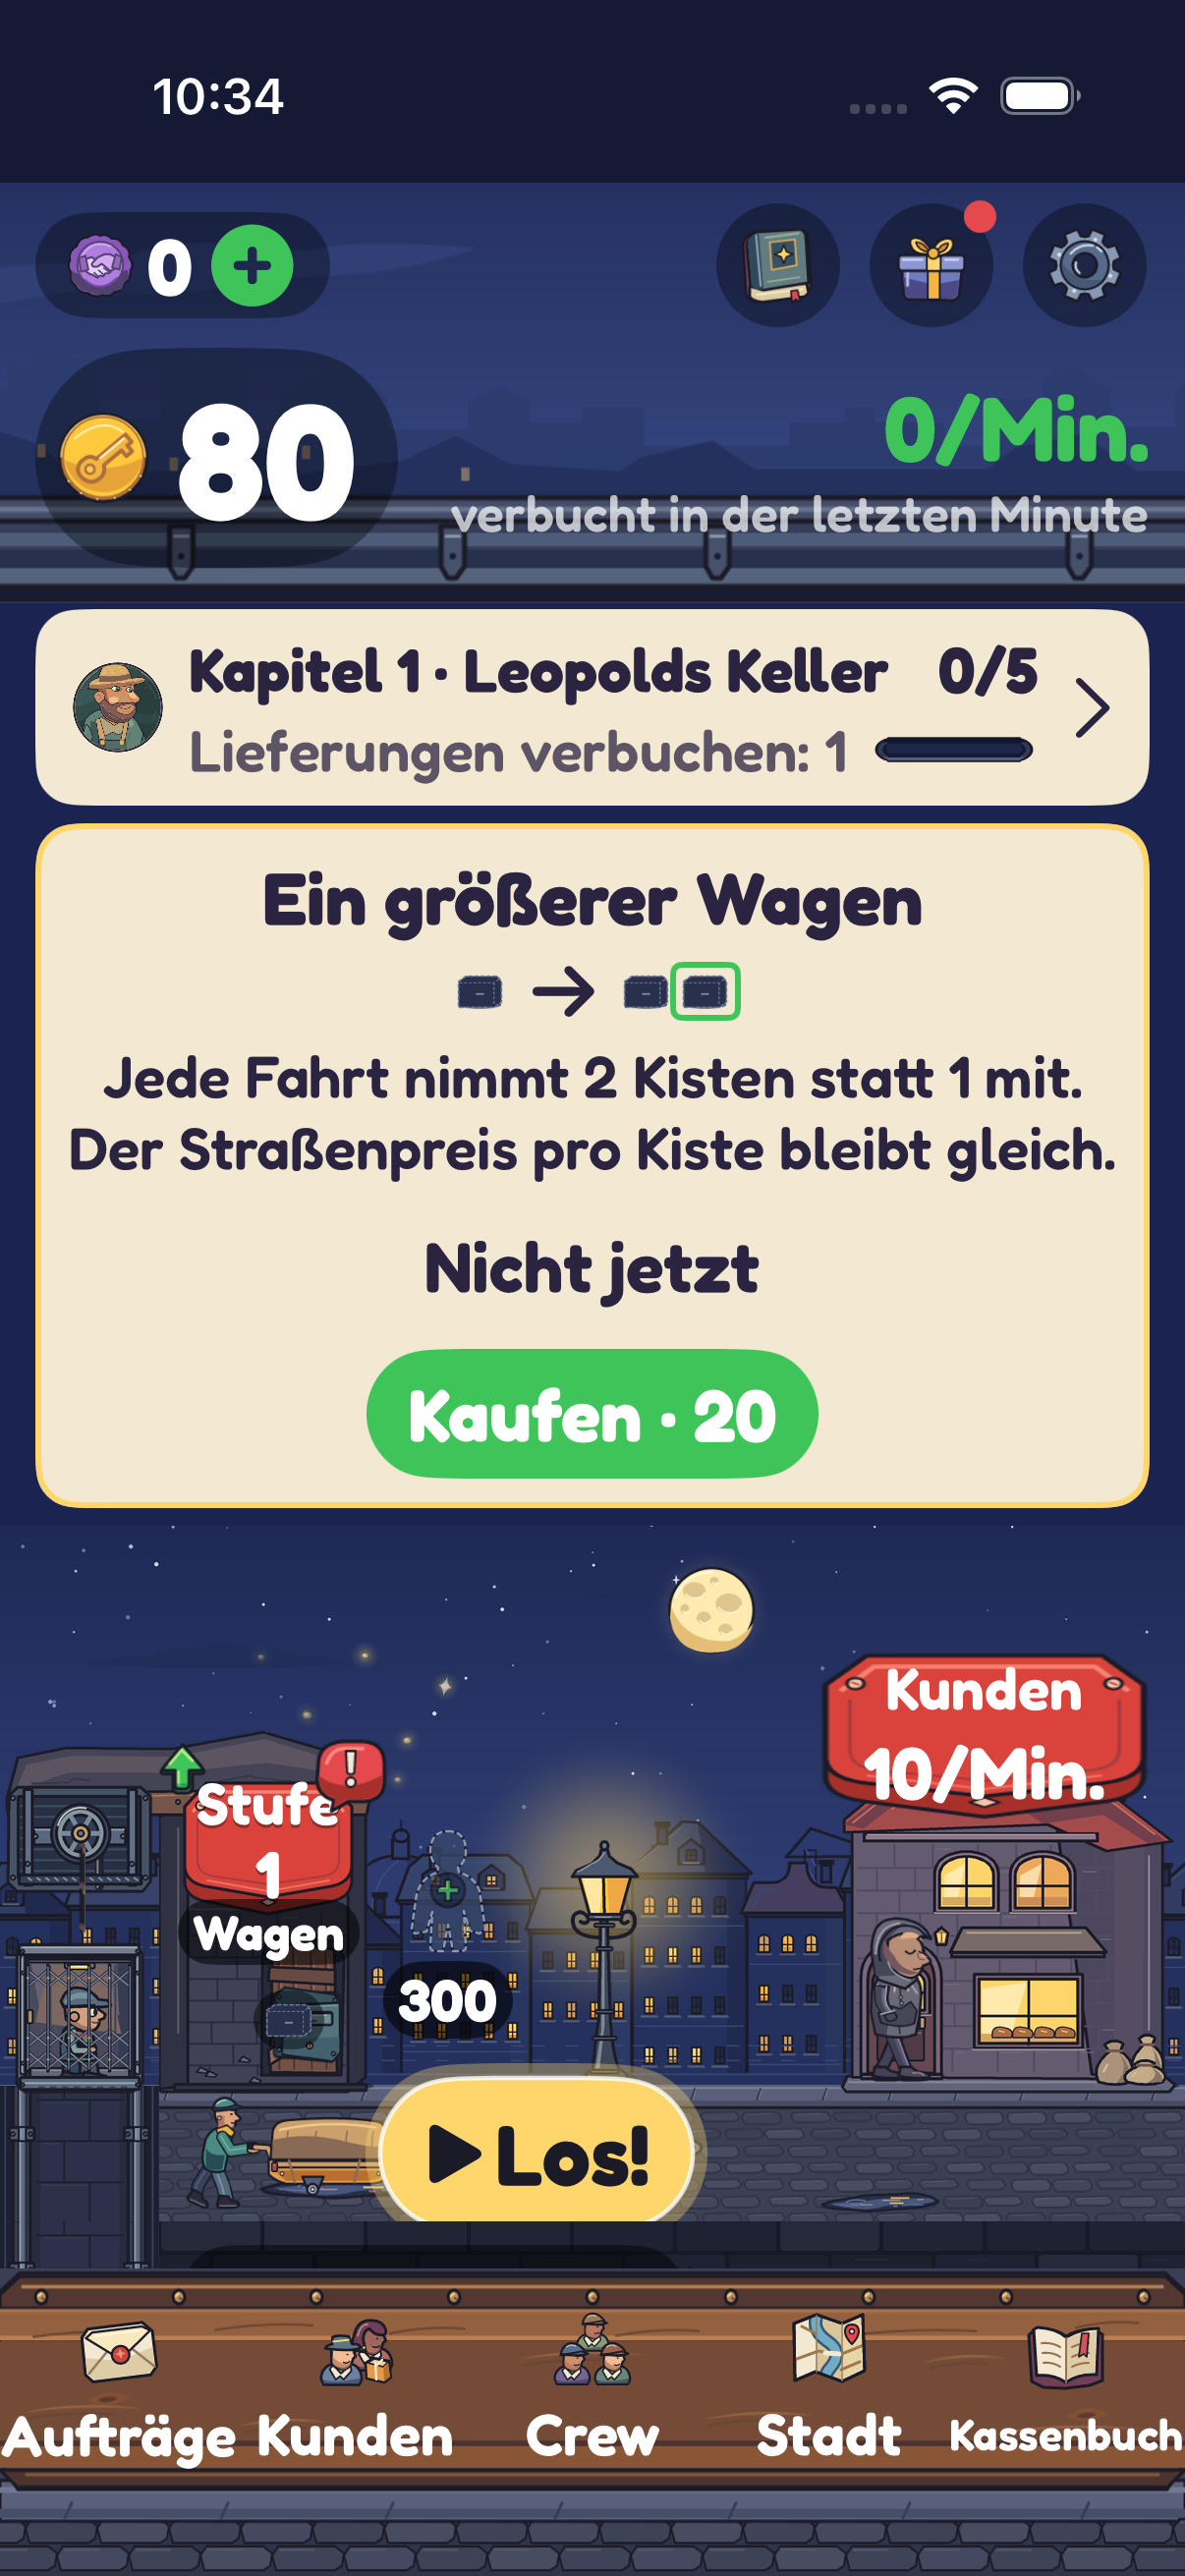 10:34
0
80
0/Min.
verbucht in der letzten Minute
Kapitel 1 · Leopolds Keller 0/5
Lieferungen verbuchen: 1
Ein größerer Wagen
Jede Fahrt nimmt 2 Kisten statt 1 mit.
Der Straßenpreis pro Kiste bleibt gleich.
Nicht jetzt
Kaufen · 20
Kunden
10/Min.
!
Stufe
1
Wagen
300
Los!
Aufträge Kunden Crew Stadt Kassenbuch